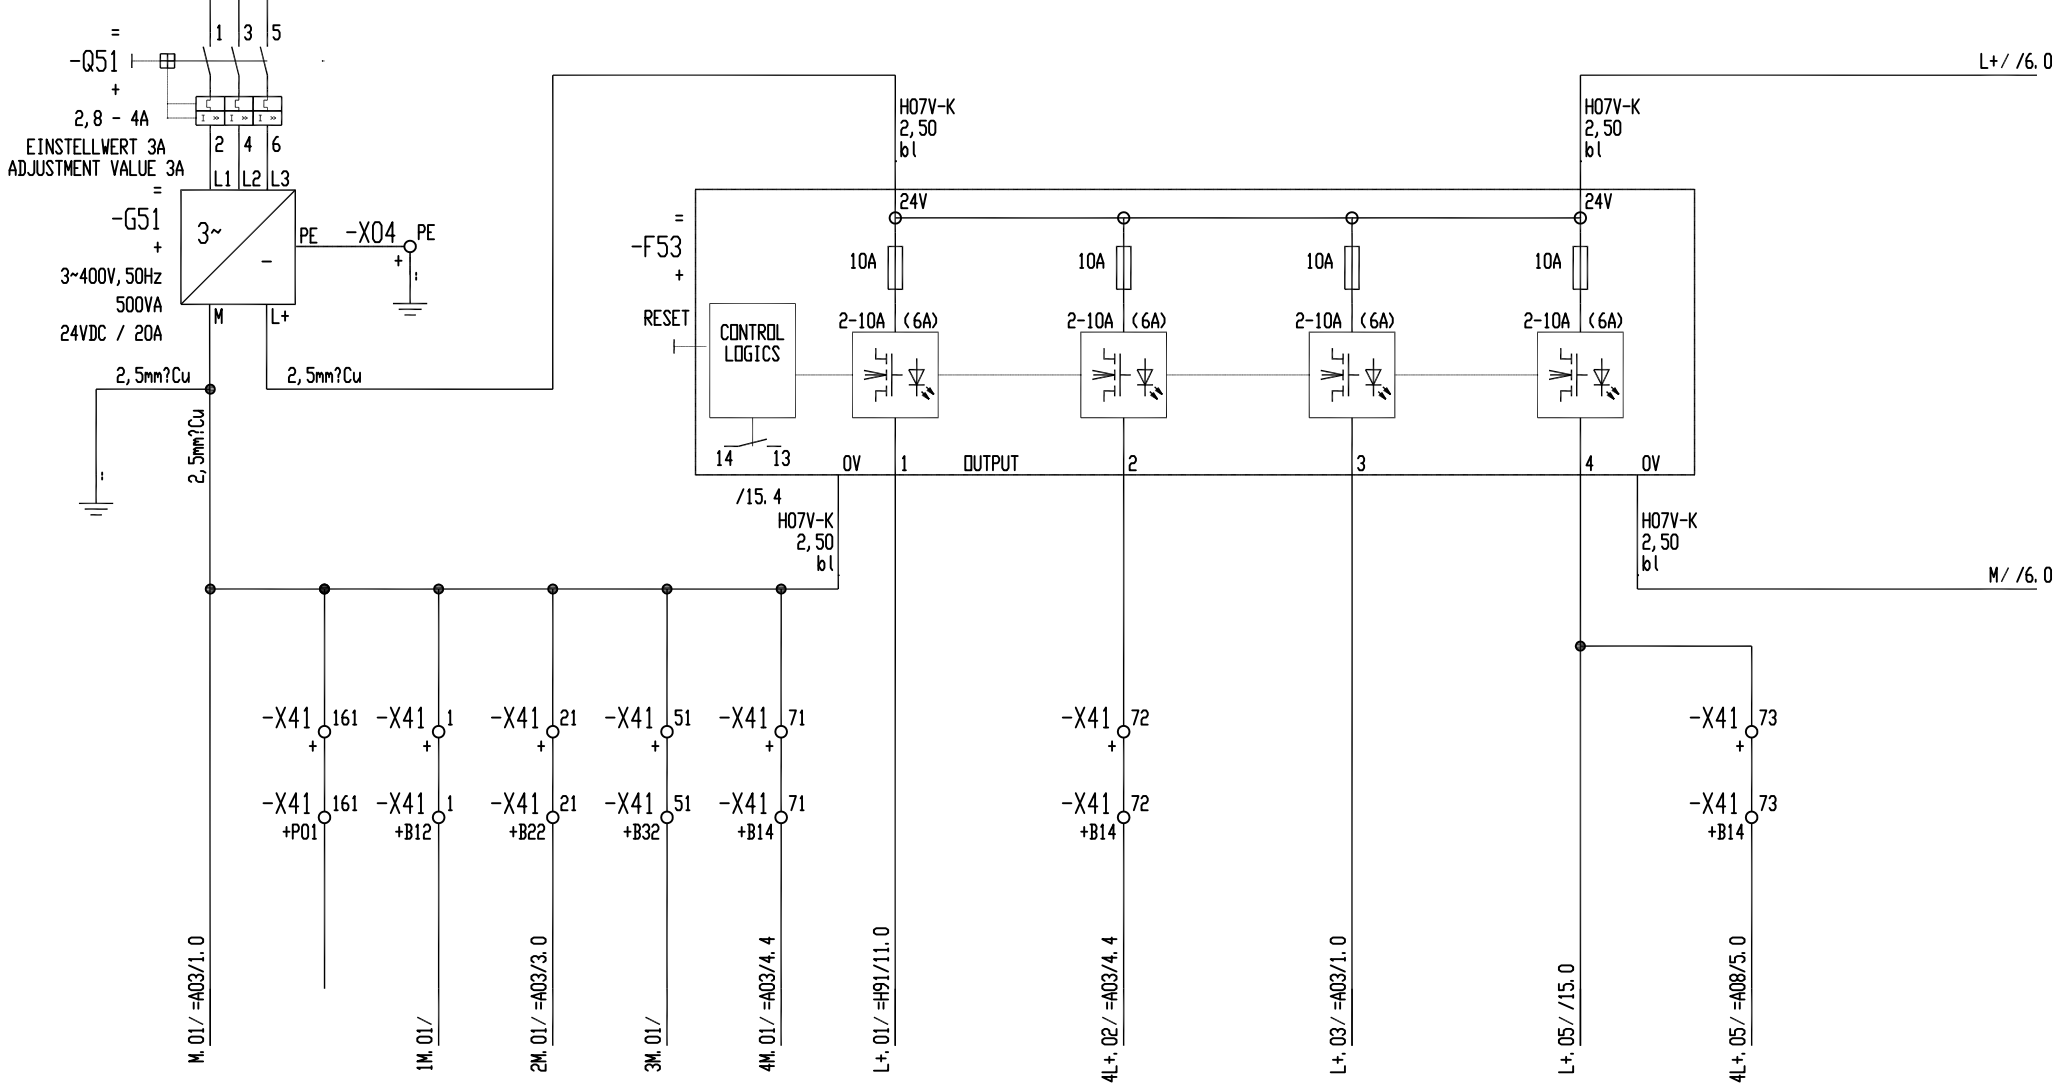 = 1 3 5
-Q51
+
2,8 - 4A
I >> I >> I >>
2 4 6
EINSTELLWERT 3A
ADJUSTMENT VALUE 3A
L1 L2 L3
=
-G51
+
3~
-
PE -X04 PE
+
3~400V,50Hz
500VA
24VDC / 20A
M L+
2,5mm?Cu
2,5mm?Cu
2,5mm?Cu
H07V-K
2,50
bl
H07V-K
2,50
bl
L+/ /6.0
24V 24V
=
-F53
+
10A 10A 10A 10A
RESET
CONTROL
LOGICS
2-10A (6A) 2-10A (6A) 2-10A (6A) 2-10A (6A)
14 13 0V 1 OUTPUT 2 3 4 0V
/15.4
H07V-K
2,50
bl
H07V-K
2,50
bl
M/ /6.0
-X41 161 -X41 1 -X41 21 -X41 51 -X41 71 -X41 72 -X41 73
+ + + + + + +
-X41 161 -X41 1 -X41 21 -X41 51 -X41 71 -X41 72 -X41 73
+P01 +B12 +B22 +B32 +B14 +B14 +B14
M.01/ =A03/1.0
1M.01/
2M.01/ =A03/3.0
3M.01/
4M.01/ =A03/4.4
L+.01/ =H91/11.0
4L+.02/ =A03/4.4
L+.03/ =A03/1.0
L+.05/ /15.0
4L+.05/ =A08/5.0